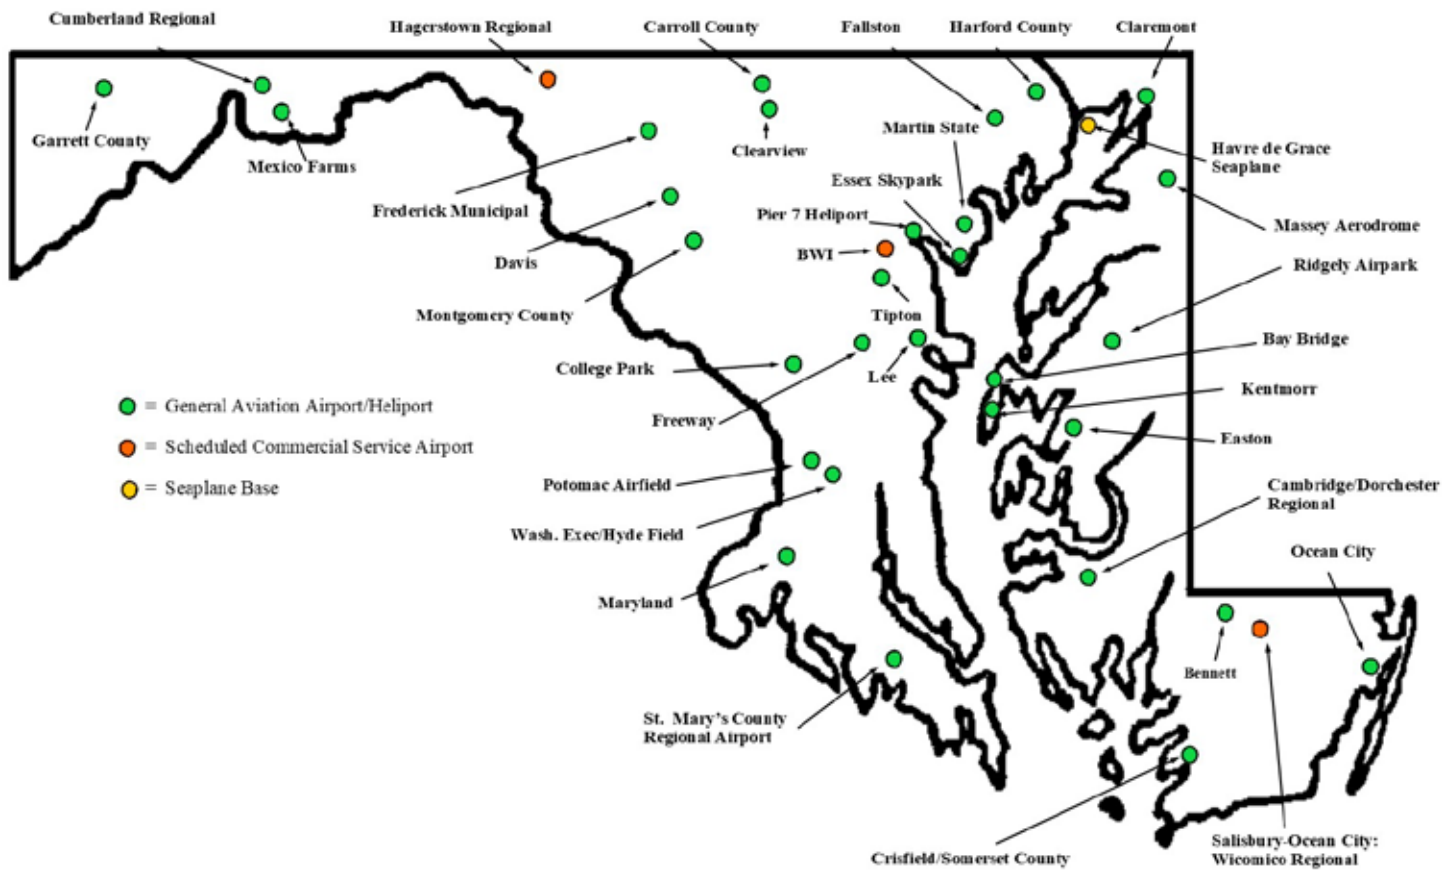 Cumberland Regional
Hagerstown Regional
Carroll County
Fallston
Harford County
Claremont
Garrett County
Mexico Farms
Clearview
Martin State
Havre de Grace
Seaplane
Frederick Municipal
Essex Skypark
Pier 7 Heliport
Massey Aerodrome
Davis
BWI
Ridgely Airpark
Montgomery County
Tipton
Bay Bridge
College Park
Lee
Kentmorr
Freeway
Easton
= General Aviation Airport/Heliport
= Scheduled Commercial Service Airport
= Seaplane Base
Potomac Airfield
Cambridge/Dorchester
Regional
Wash. Exec/Hyde Field
Ocean City
Maryland
Bennett
St. Mary's County
Regional Airport
Crisfield/Somerset County
Salisbury-Ocean City:
Wicomico Regional